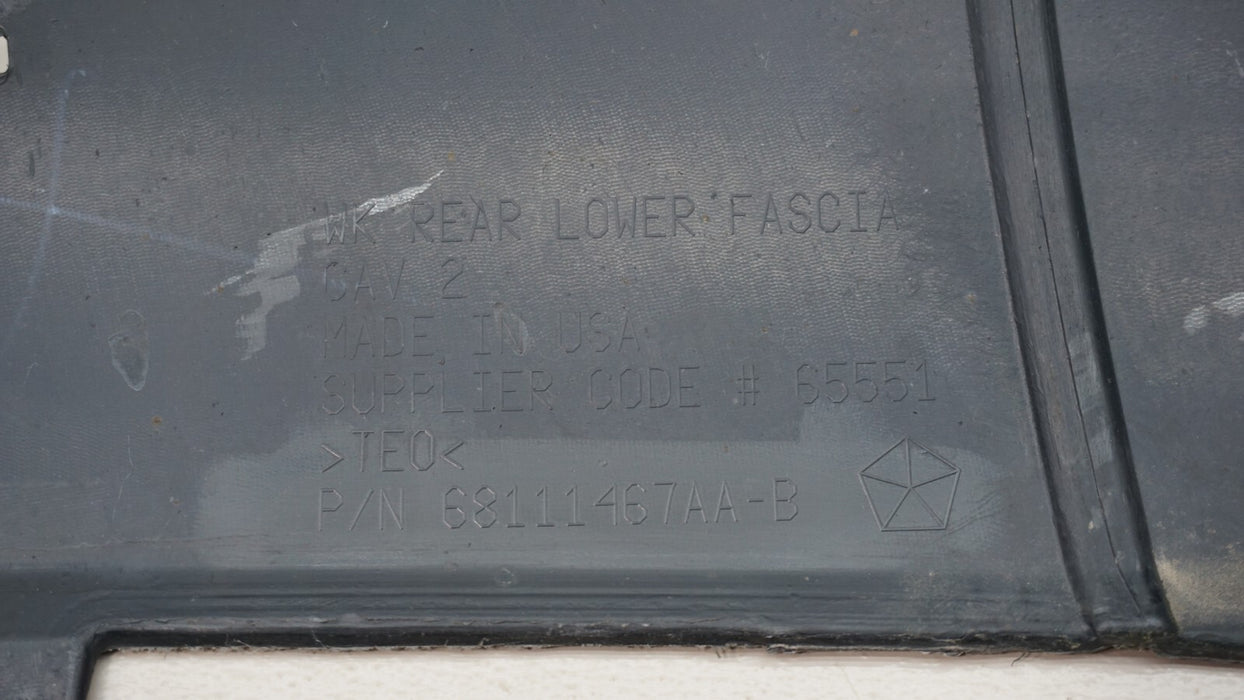 WK REAR LOWER FASCIA
CAV 2
MADE IN USA
SUPPLIER CODE # 65551
>TEO<
P/N 68111467AA-B